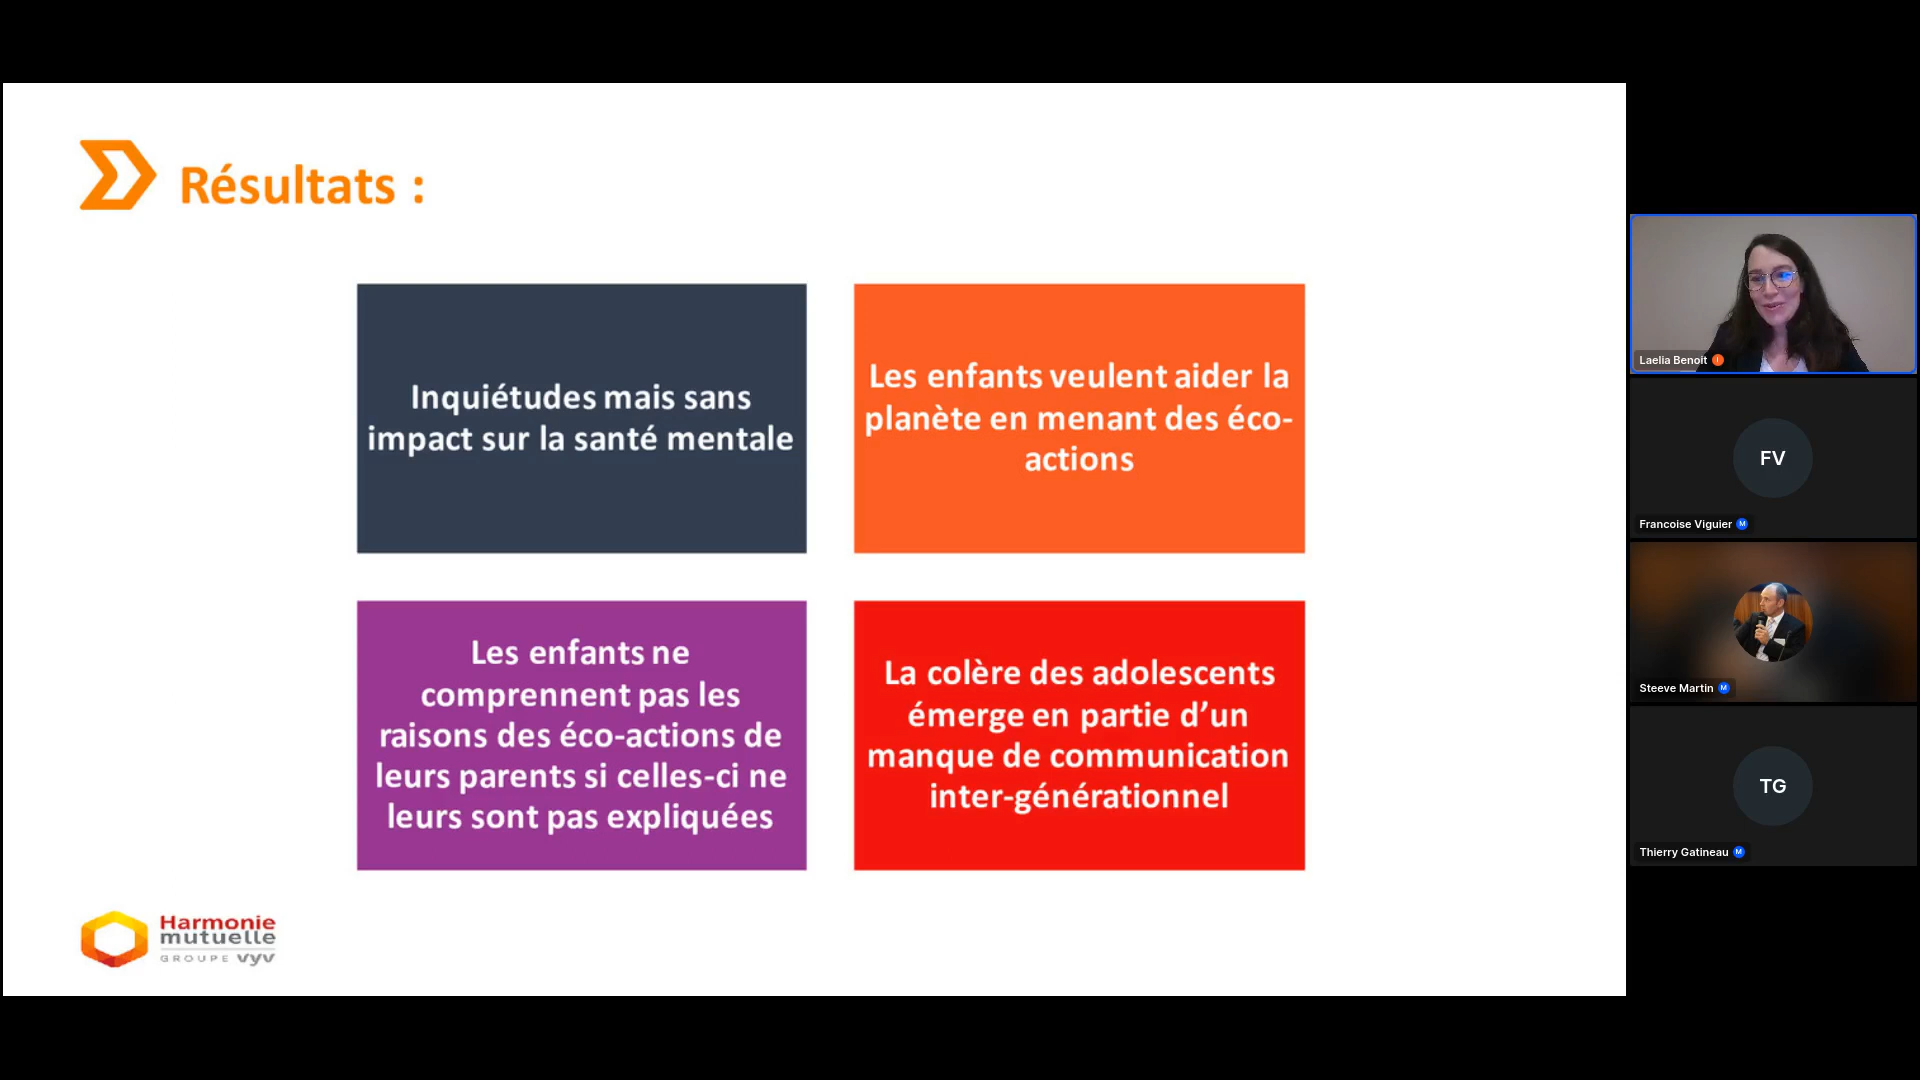 Résultats :
Inquiétudes mais sans
impact sur la santé mentale
Les enfants veulent aider la
planète en menant des éco-
actions
Les enfants ne
comprennent pas les
raisons des éco-actions de
leurs parents si celles-ci ne
leurs sont pas expliquées
La colère des adolescents
émerge en partie d’un
manque de communication
inter-générationnel
Harmonie
mutuelle
GROUPE vyv
Laelia Benoit I
FV
Francoise Viguier M
Steeve Martin M
TG
Thierry Gatineau M